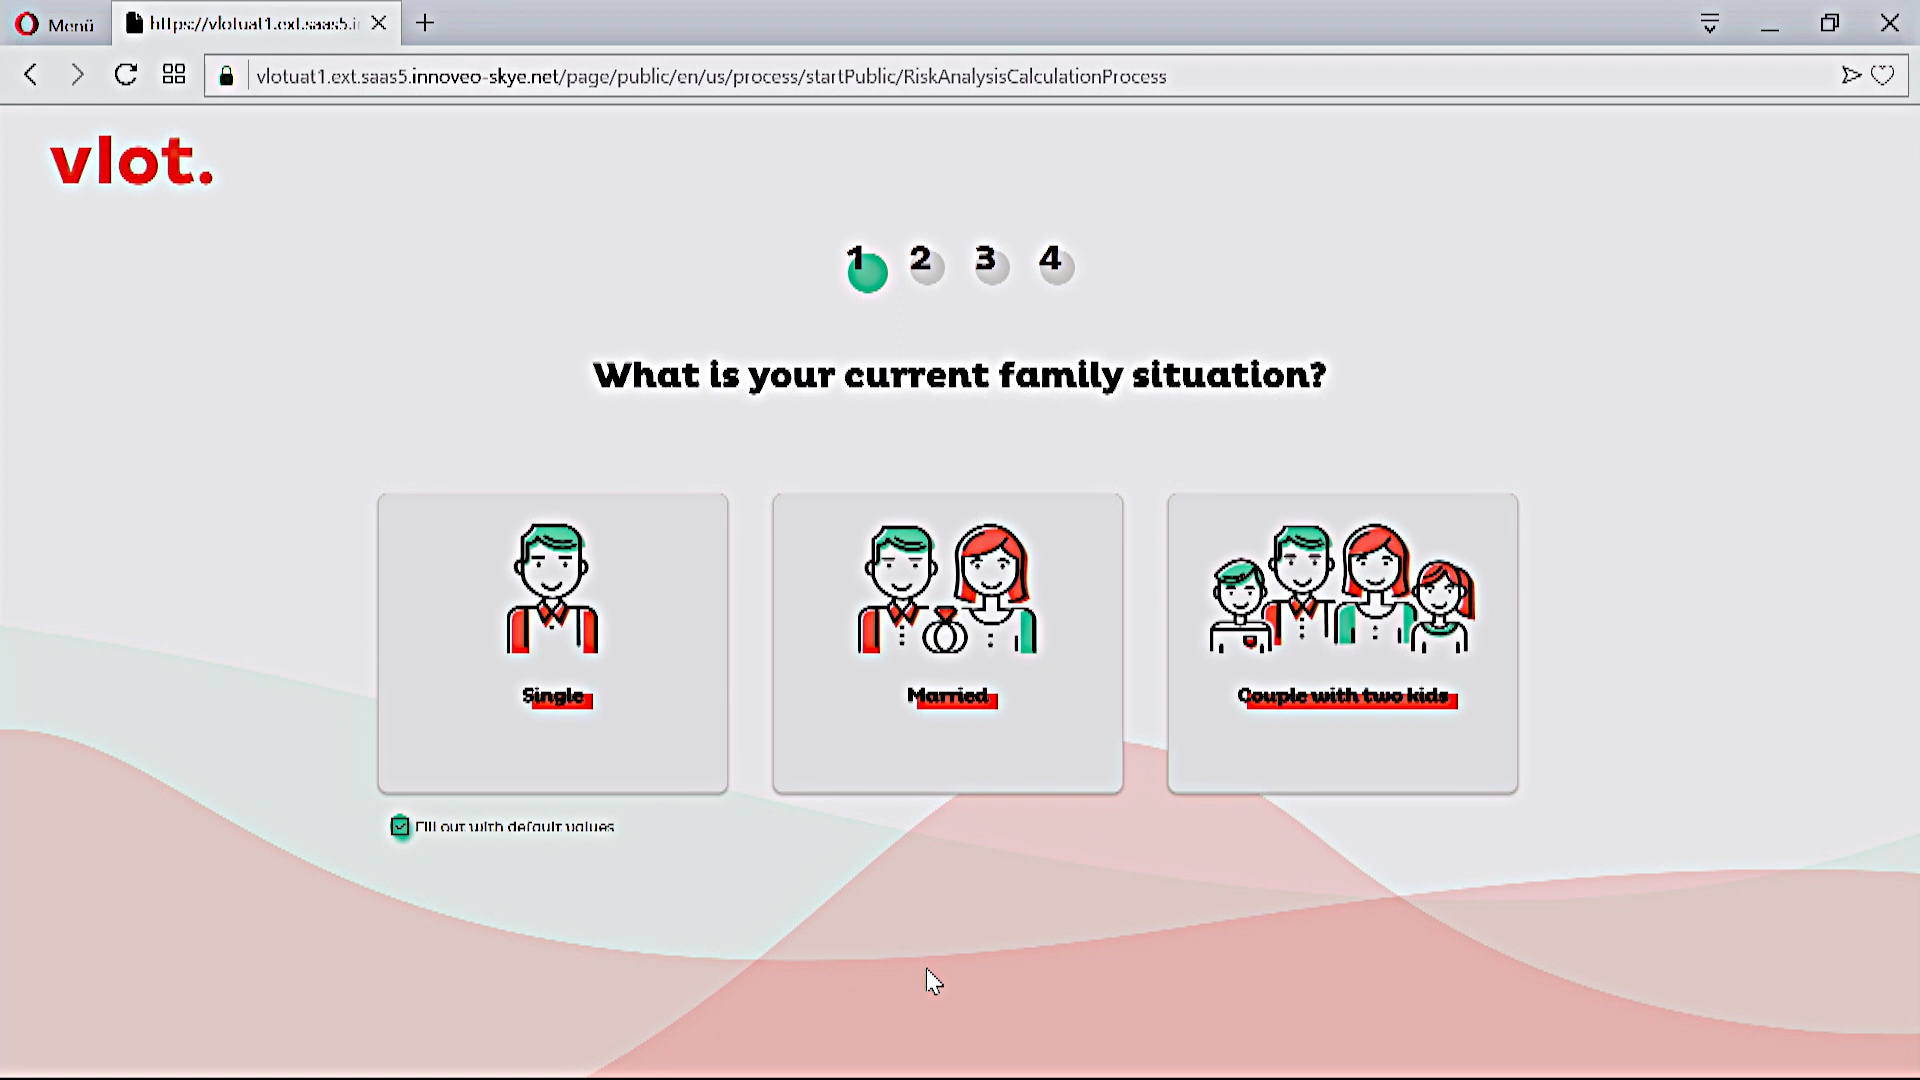 Menü
https://vlotuat1.ext.saas5.i
vlotuat1.ext.saas5.innoveo-skye.net/page/public/en/us/process/startPublic/RiskAnalysisCalculationProcess
vlot.
1 2 3 4
What is your current family situation?
Single
Married
Couple with two kids
Fill out with default values